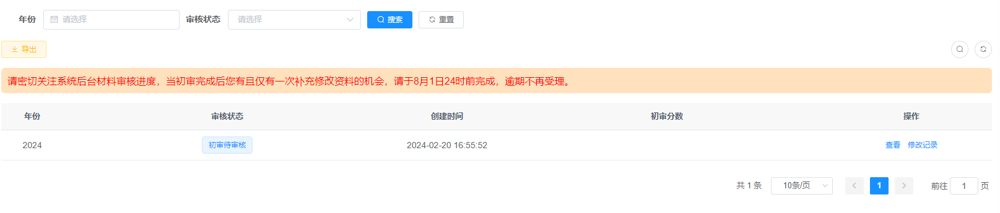 年份 请选择 审核状态 请选择 搜索 重置
导出
请密切关注系统后台材料审核进度，当初审完成后您有且仅有一次补充修改资料的机会，请于8月1日24时前完成，逾期不再受理。
年份 审核状态 创建时间 初审分数 操作
2024 初审待审核 2024-02-20 16:55:52 查看 修改记录
共 1 条 10条/页 1 前往 1 页